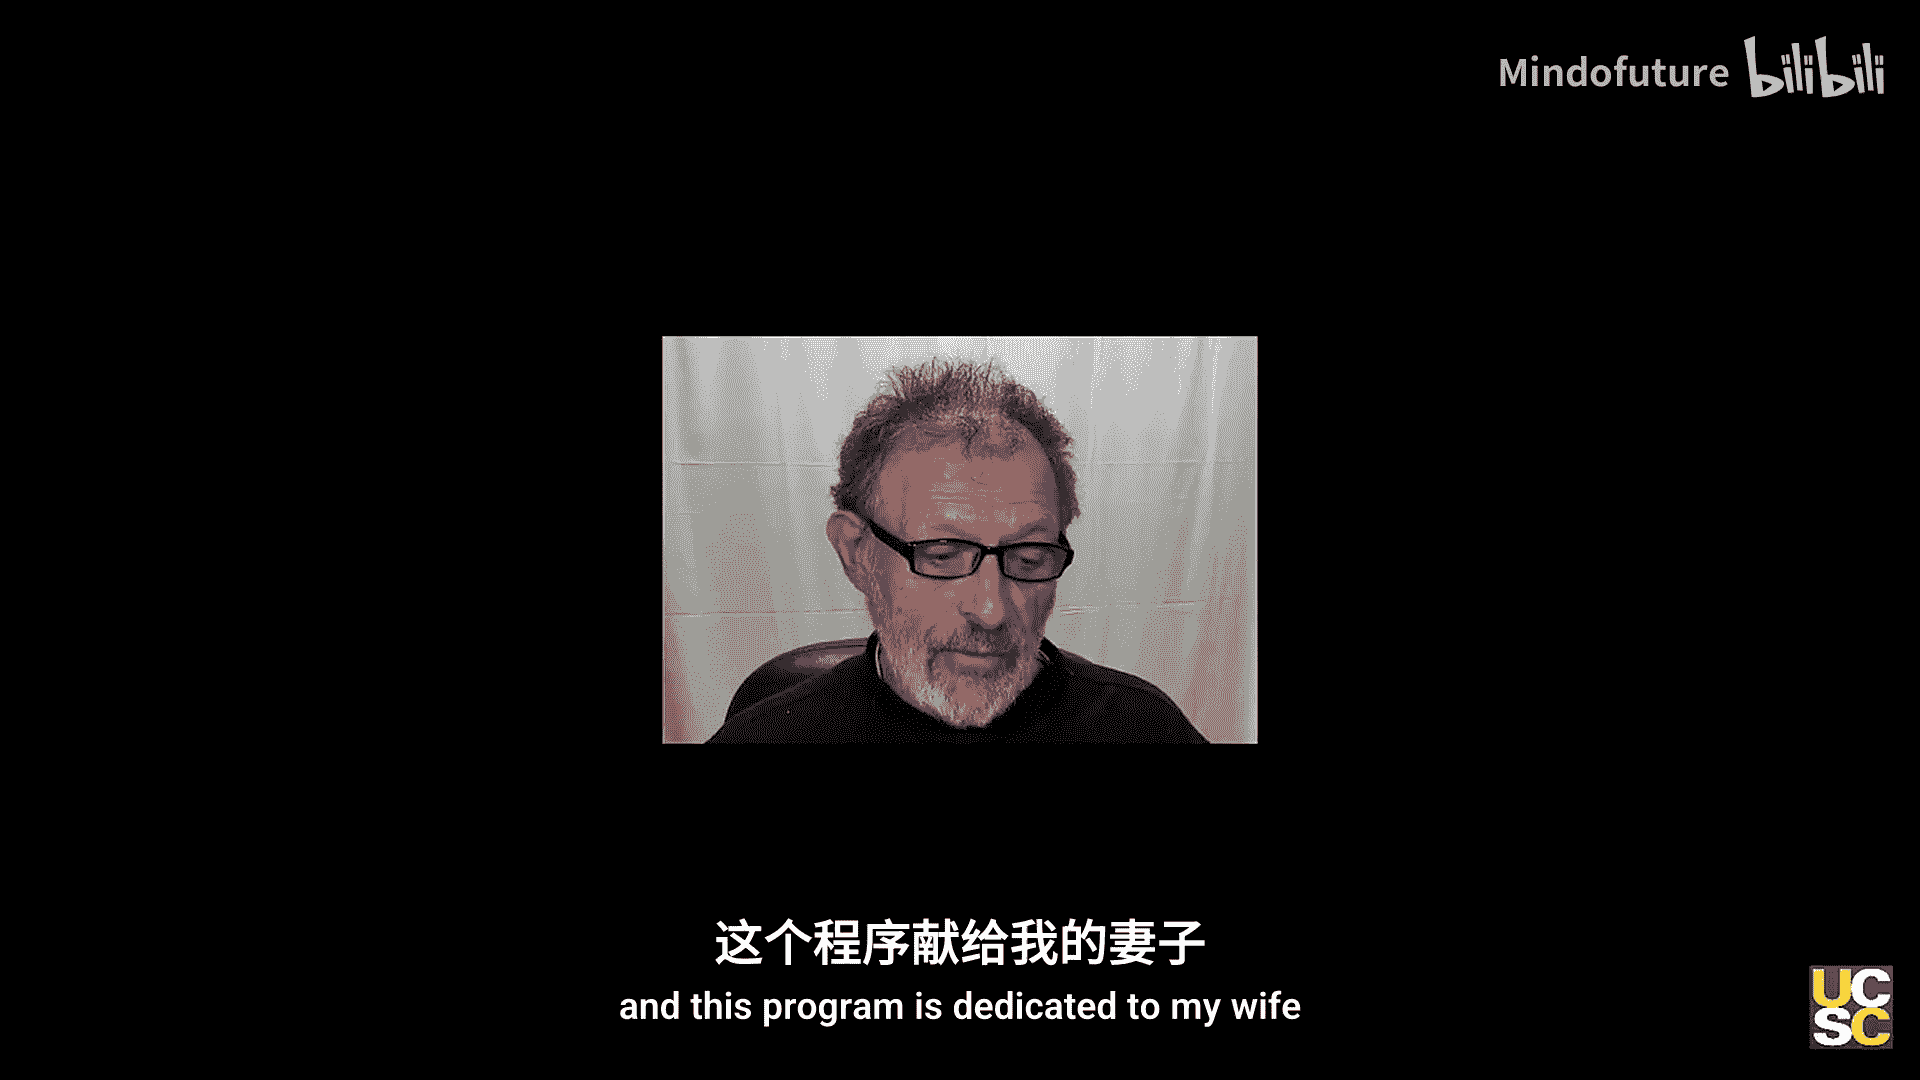 Mindofuture bilibili
这个程序献给我的妻子
and this program is dedicated to my wife
UC
SC